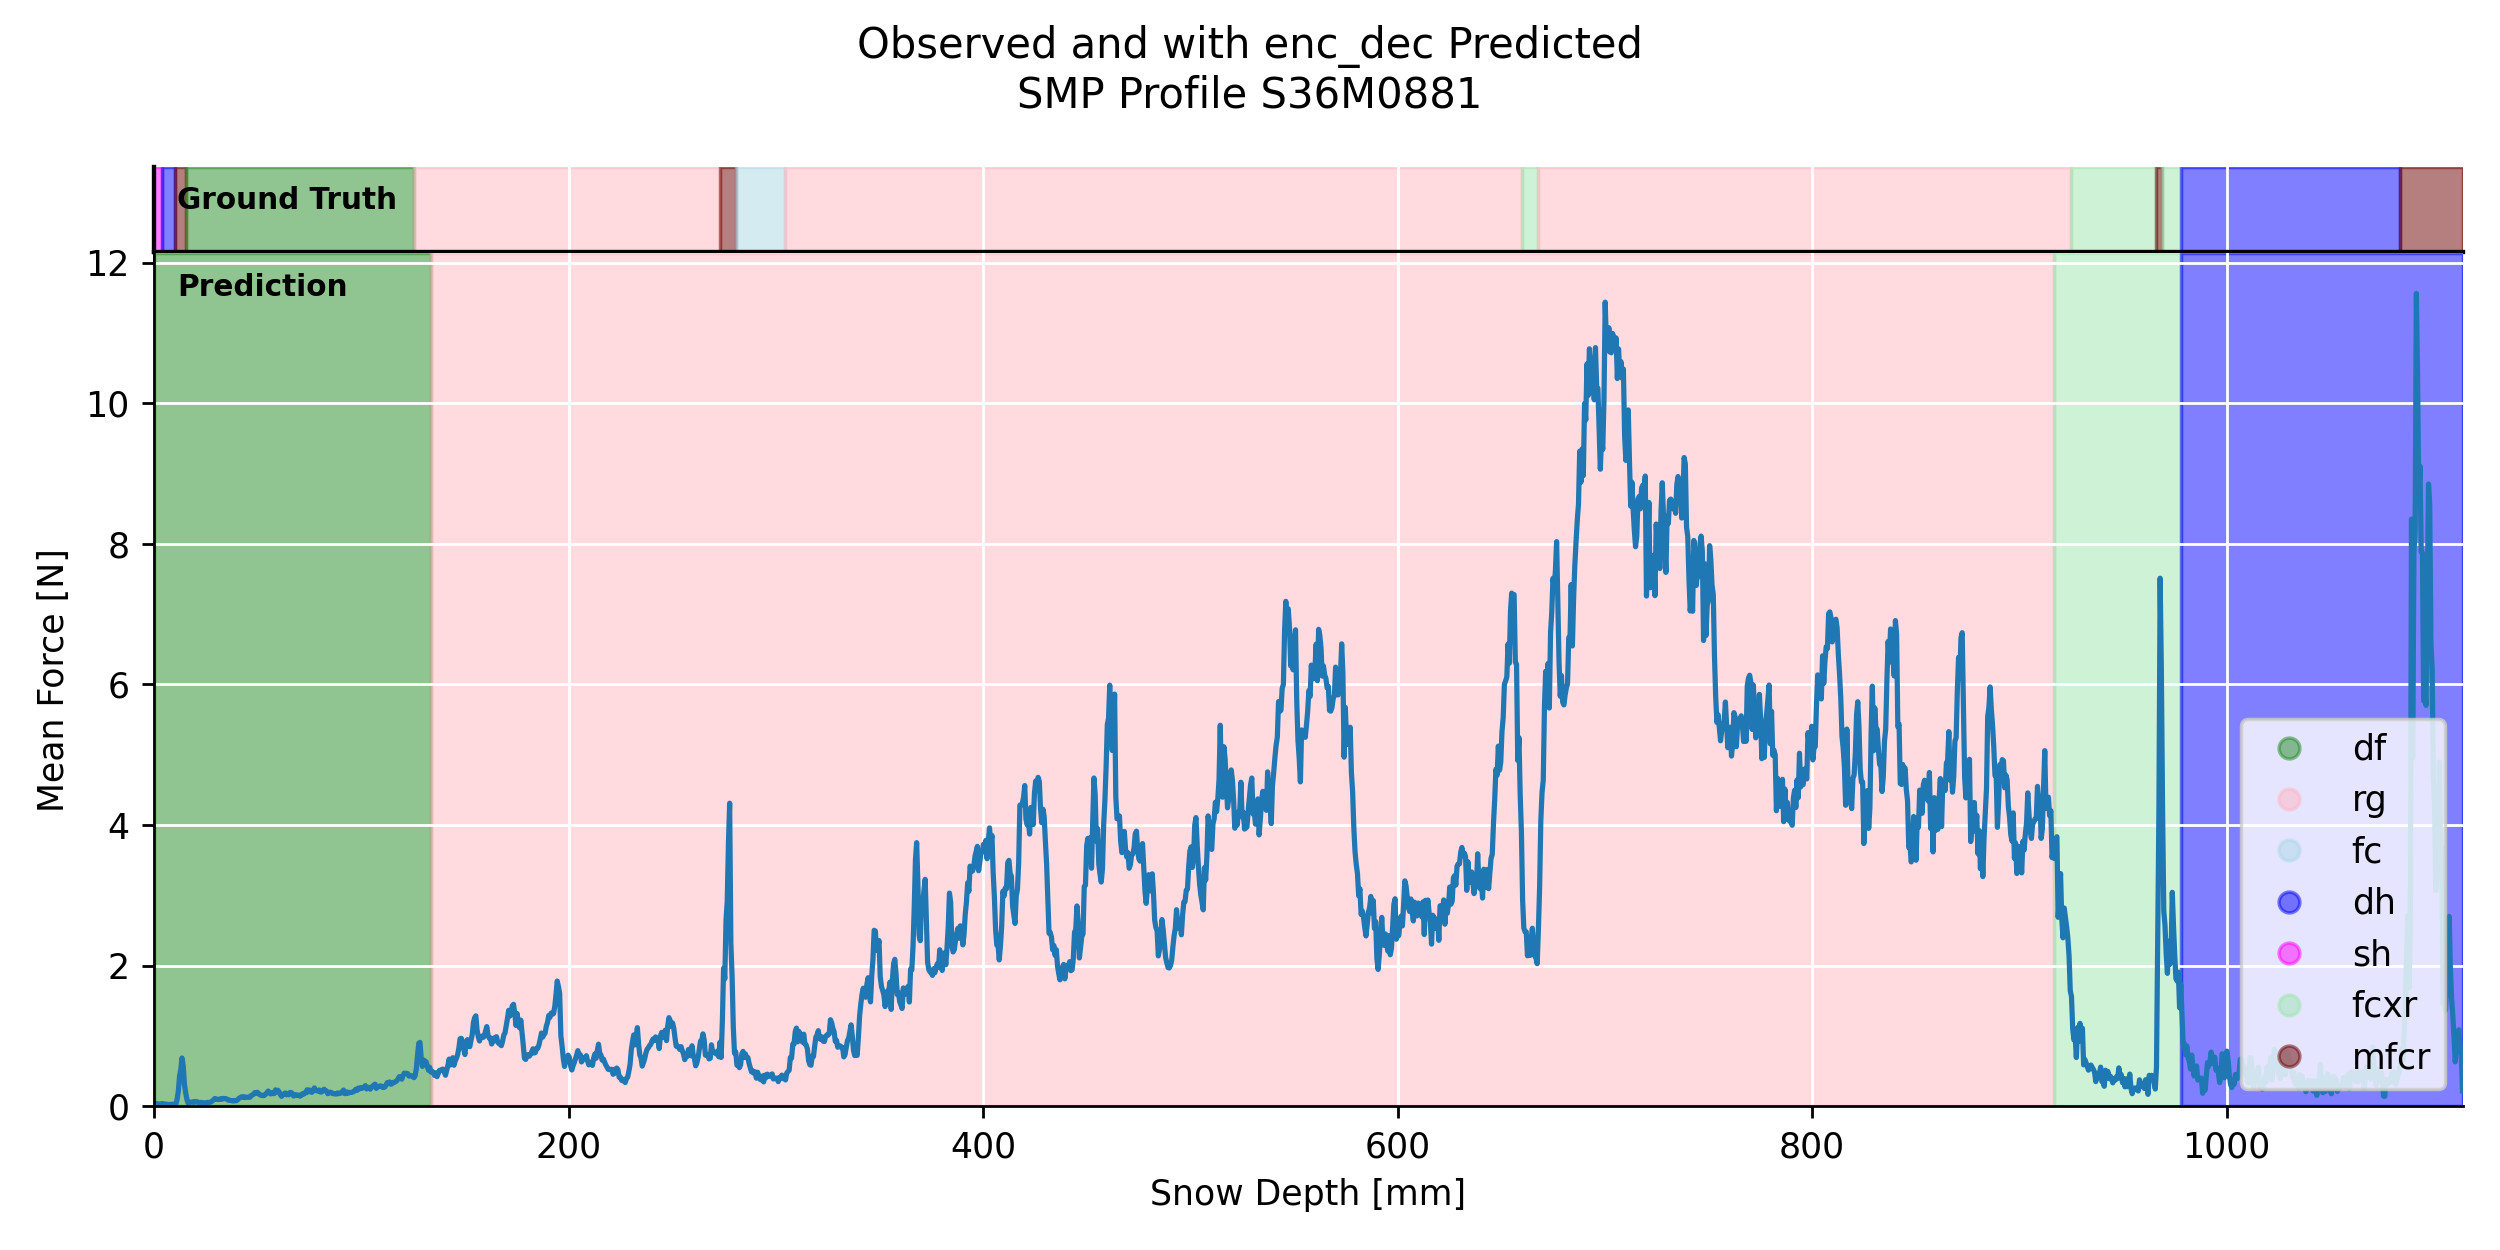 Observed and with enc_dec Predicted
SMP Profile S36M0881
Ground Truth
Prediction
12
10
8
6
4
2
0
Mean Force [N]
0 200 400 600 800 1000
Snow Depth [mm]
df
rg
fc
dh
sh
fcxr
mfcr